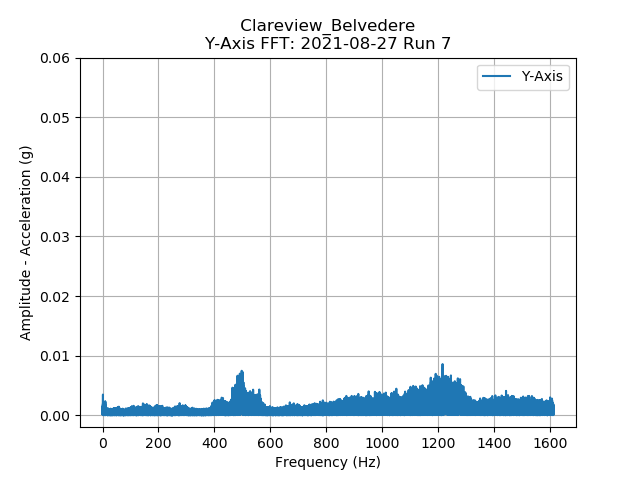 Clareview_Belvedere
Y-Axis FFT: 2021-08-27 Run 7
Y-Axis
0.06
0.05
0.04
0.03
0.02
0.01
0.00
Amplitude - Acceleration (g)
0 200 400 600 800 1000 1200 1400 1600
Frequency (Hz)